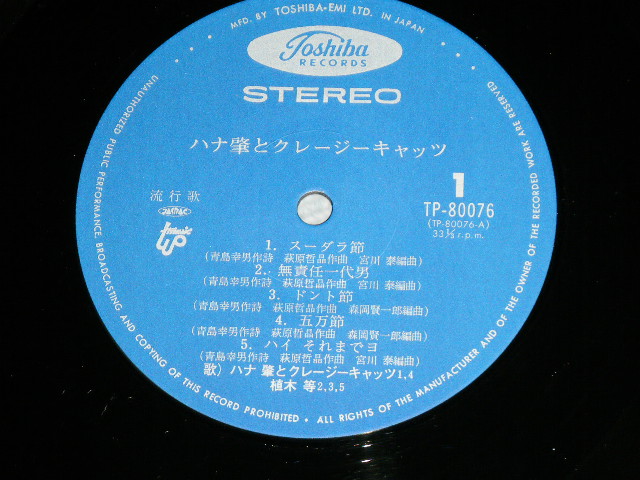 MFD. BY TOSHIBA・EMI LTD. IN JAPAN
Toshiba
RECORDS
STEREO
ハナ肇とクレージーキャッツ
流行歌
1
TP-80076
(TP-80076-A)
33⅓r.p.m.
music
UP
1. スーダラ節
(青島幸男作詩 萩原哲晶作曲 宮川 泰編曲)
2. 無責任一代男
(青島幸男作詩 萩原哲晶作曲 宮川 泰編曲)
3. ドント節
(青島幸男作詩 萩原哲晶作曲 森岡賢一郎編曲)
4. 五万節
(青島幸男作詩 萩原哲晶作曲 森岡賢一郎編曲)
5. ハイ それまでヨ
(青島幸男作詩 萩原哲晶作曲 宮川 泰編曲)
歌) ハナ 肇とクレージーキャッツ1,4
植木 等2,3,5
UNAUTHORIZED PUBLIC PERFORMANCE, BROADCASTING AND COPYING OF THIS RECORD PROHIBITED • ALL RIGHTS OF THE MANUFACTURER AND OF THE OWNER OF THE RECORDED WORK ARE RESERVED